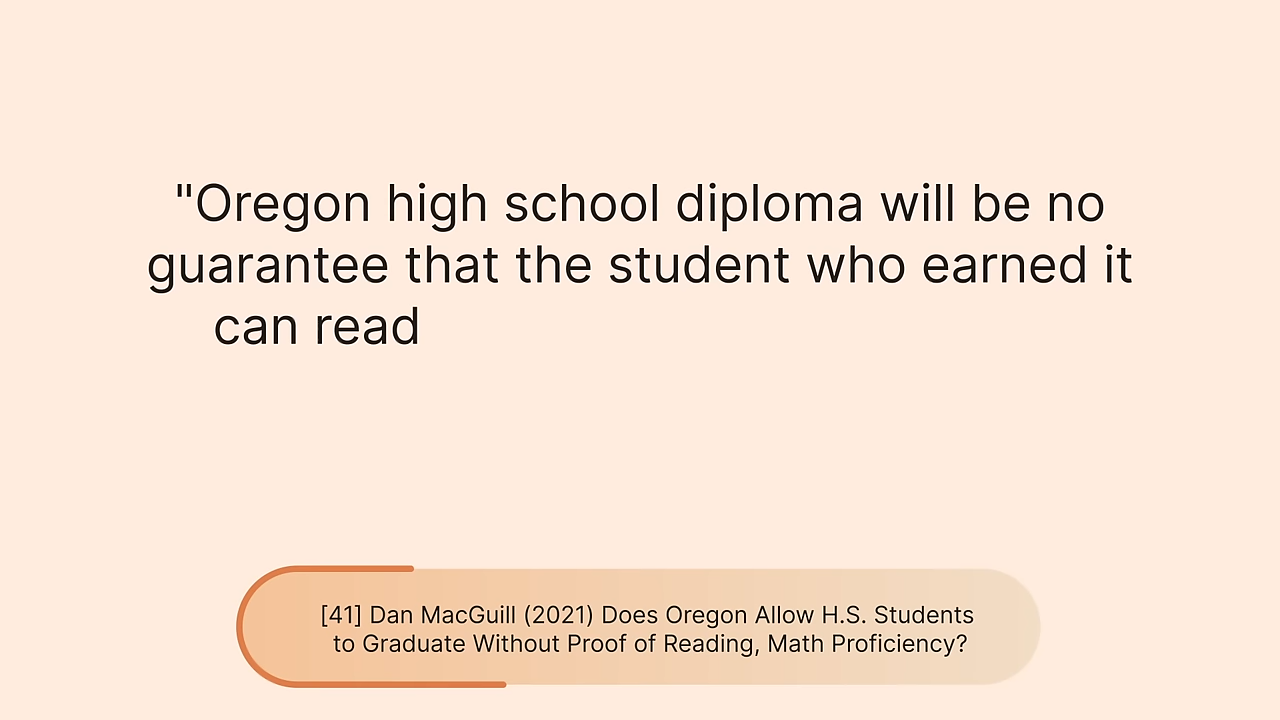 "Oregon high school diploma will be no
guarantee that the student who earned it
can read
[41] Dan MacGuill (2021) Does Oregon Allow H.S. Students
to Graduate Without Proof of Reading, Math Proficiency?